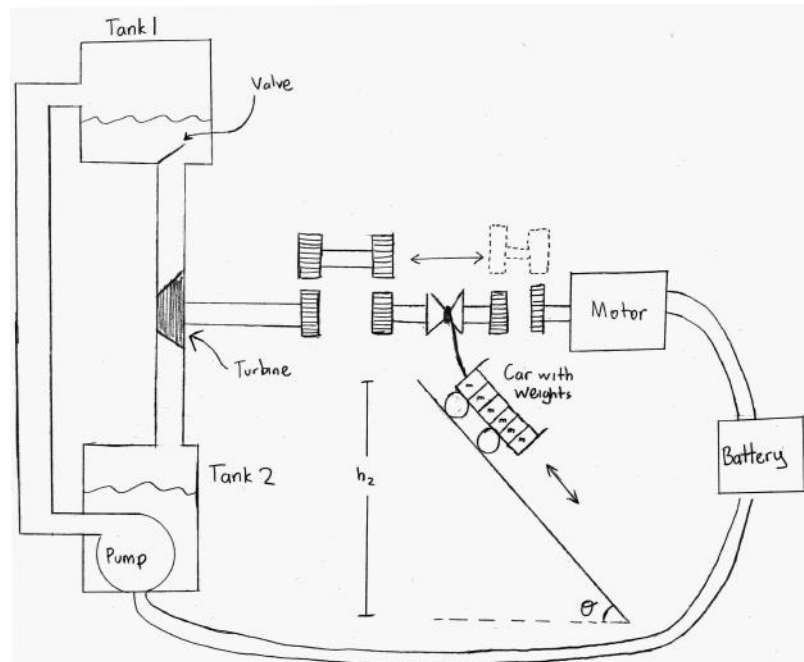 Tank 1
Valve
Motor
Turbine
Car with
weights
m m m m m m
h₂
Battery
Tank 2
Pump
θ